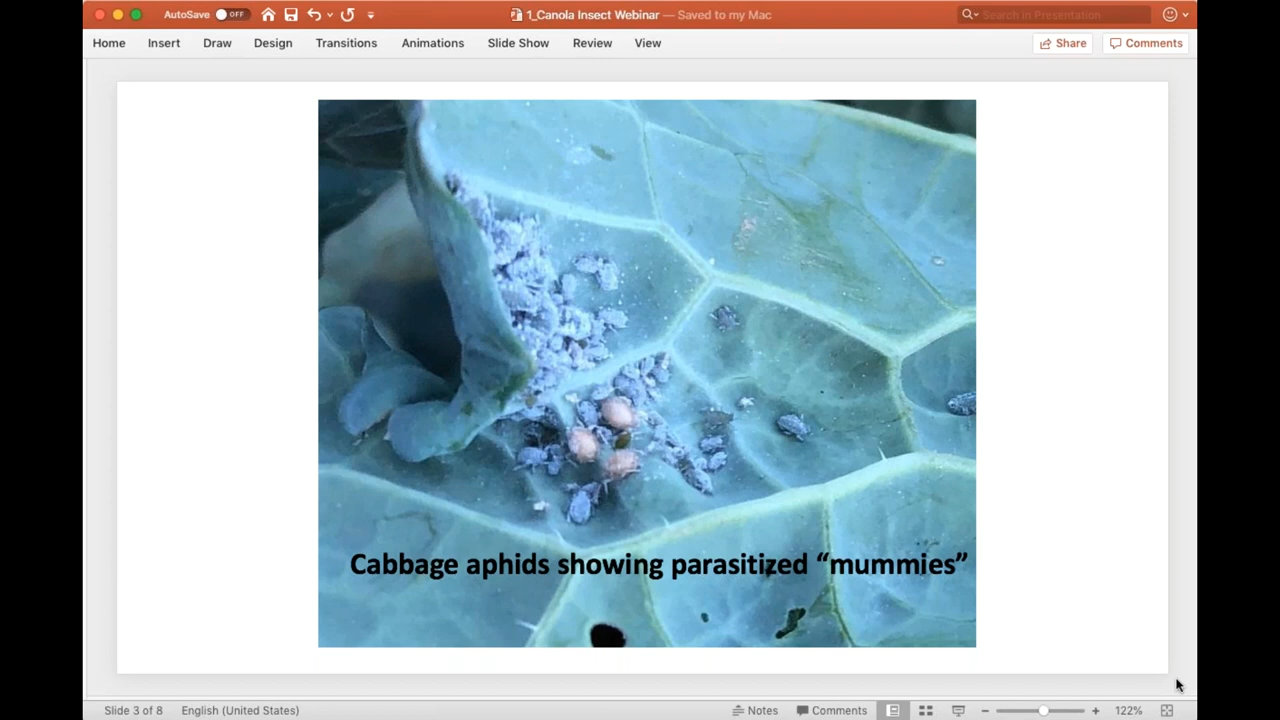 AutoSave OFF
1_Canola Insect Webinar — Saved to my Mac
Search in Presentation
Home Insert Draw Design Transitions Animations Slide Show Review View
Share Comments
Cabbage aphids showing parasitized “mummies”
Slide 3 of 8 English (United States) Notes Comments 122%